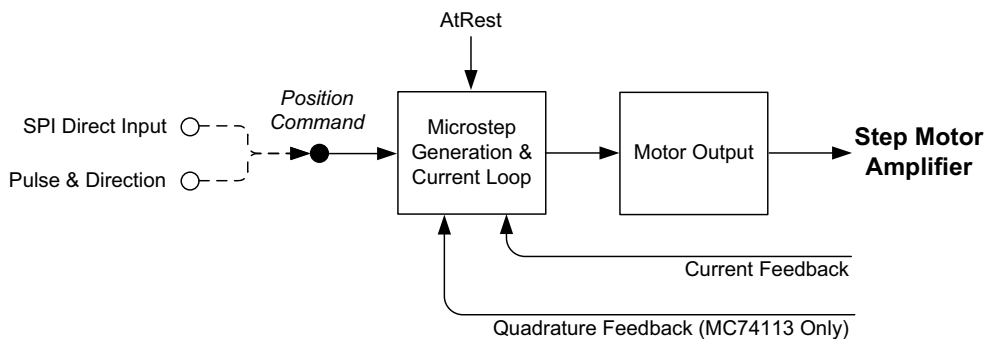 AtRest
Position
Command
SPI Direct Input
Pulse & Direction
Microstep
Generation &
Current Loop
Motor Output
Step Motor
Amplifier
Current Feedback
Quadrature Feedback (MC74113 Only)